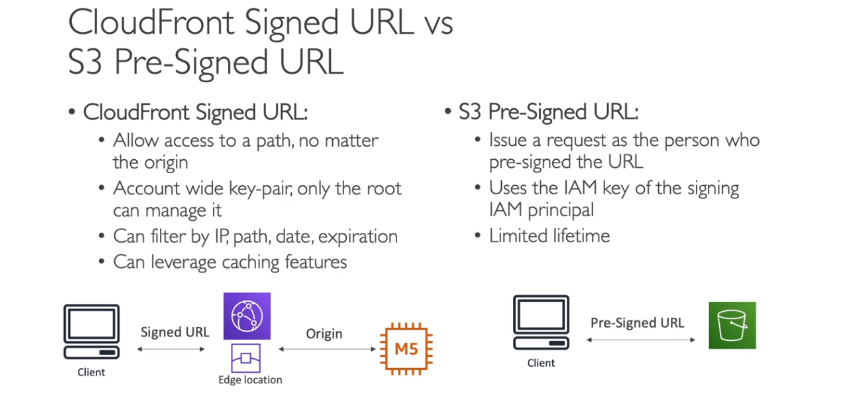 CloudFront Signed URL vs
S3 Pre-Signed URL
• CloudFront Signed URL:
• Allow access to a path, no matter
the origin
• Account wide key-pair, only the root
can manage it
• Can filter by IP, path, date, expiration
• Can leverage caching features
• S3 Pre-Signed URL:
• Issue a request as the person who
pre-signed the URL
• Uses the IAM key of the signing
IAM principal
• Limited lifetime
Client
Signed URL
Edge location
Origin
M5
Client
Pre-Signed URL